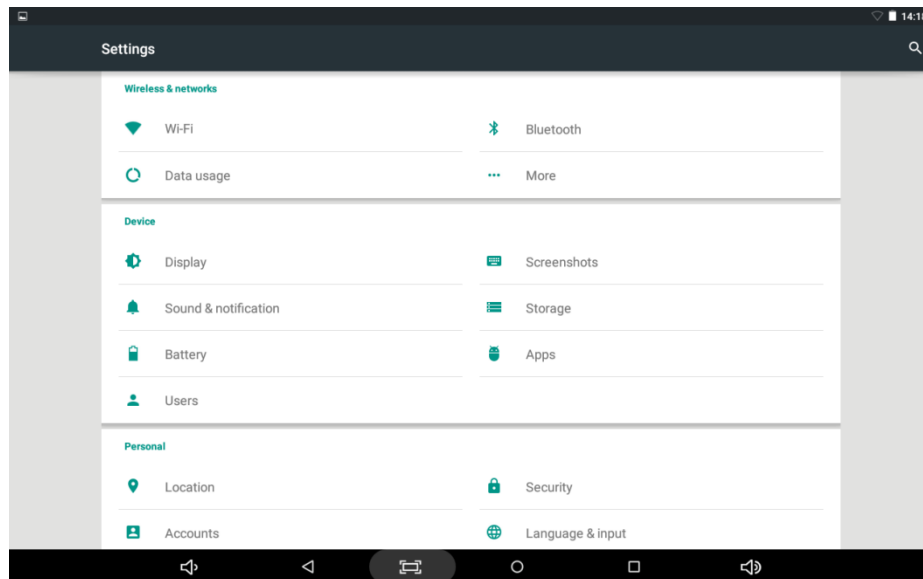 14:18
Settings
Wireless & networks
Wi-Fi
Bluetooth
Data usage
More
Device
Display
Screenshots
Sound & notification
Storage
Battery
Apps
Users
Personal
Location
Security
Accounts
Language & input